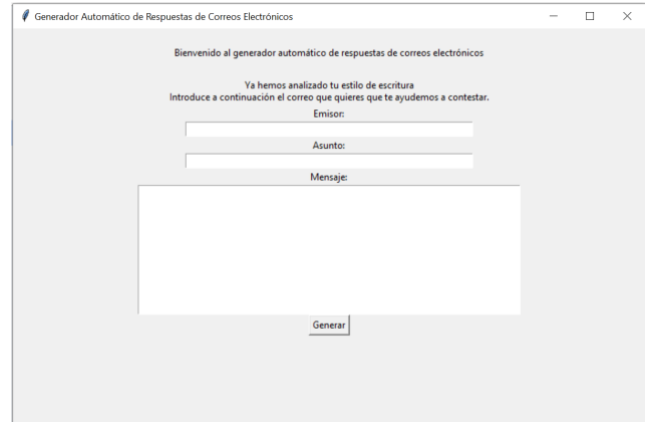 Generador Automático de Respuestas de Correos Electrónicos
Bienvenido al generador automático de respuestas de correos electrónicos
Ya hemos analizado tu estilo de escritura
Introduce a continuación el correo que quieres que te ayudemos a contestar.
Emisor:
Asunto:
Mensaje:
Generar